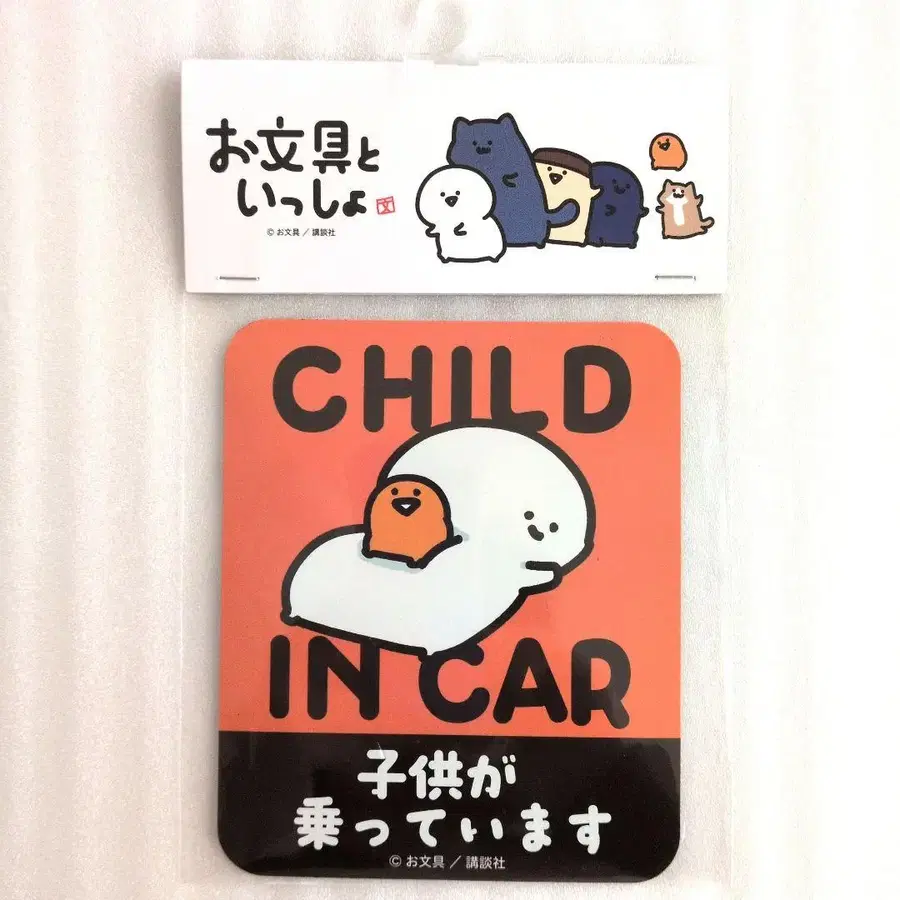 お文具と
いっしょ 文
© お文具 / 講談社
CHILD
IN CAR
子供が
乗っています
© お文具 / 講談社